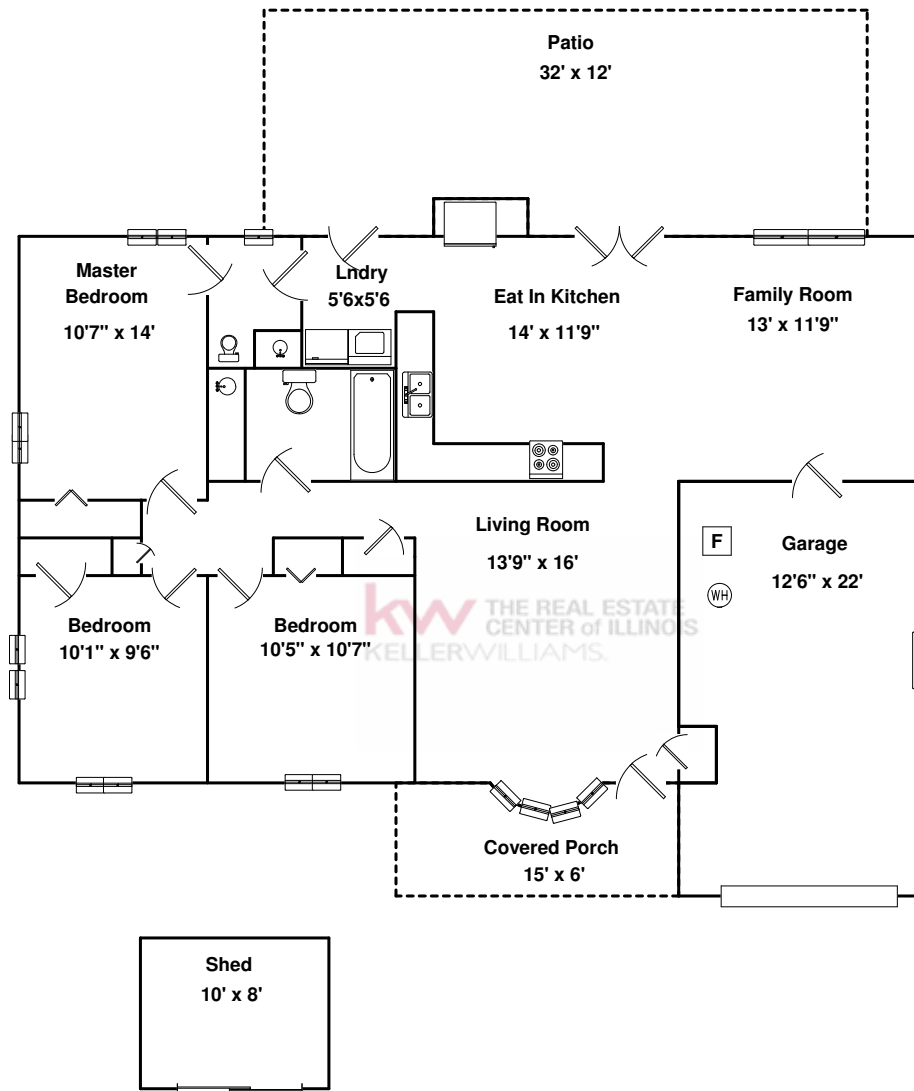 Patio
32' x 12'
Master
Bedroom
10'7" x 14'
Lndry
5'6x5'6
Eat In Kitchen
14' x 11'9"
Family Room
13' x 11'9"
Living Room
13'9" x 16'
F
WH
Garage
12'6" x 22'
Bedroom
10'1" x 9'6"
Bedroom
10'5" x 10'7"
kw THE REAL ESTATE
CENTER of ILLINOIS
KELLERWILLIAMS.
Covered Porch
15' x 6'
Shed
10' x 8'